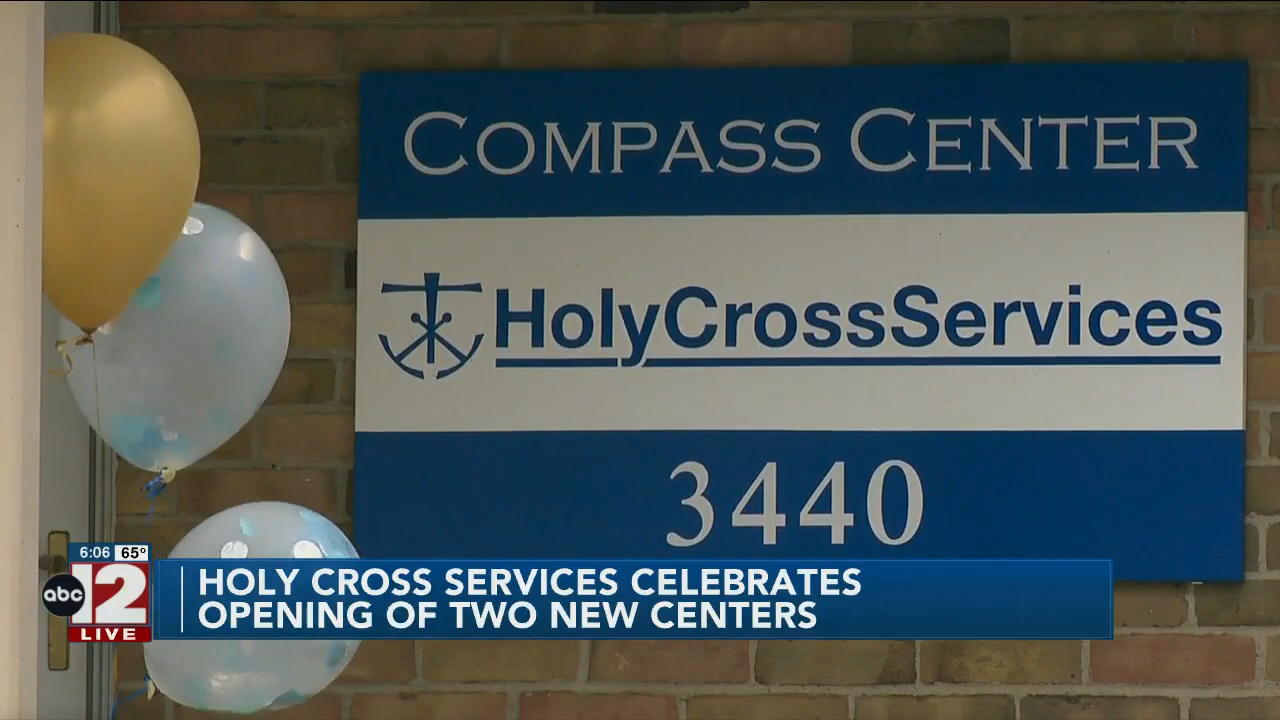 COMPASS CENTER
HolyCrossServices
3440
6:06 65°
abc 12
LIVE
HOLY CROSS SERVICES CELEBRATES
OPENING OF TWO NEW CENTERS